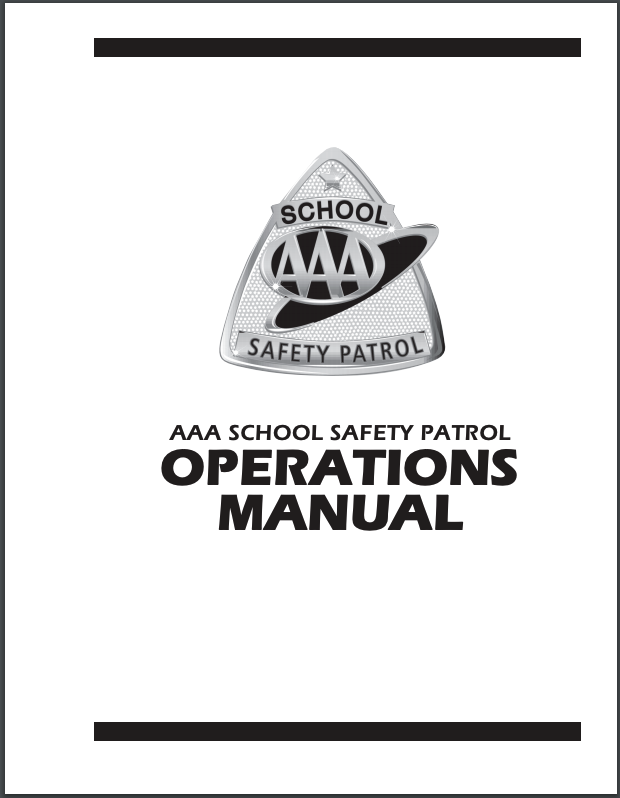 SCHOOL
AAA
SAFETY PATROL
AAA SCHOOL SAFETY PATROL
OPERATIONS
MANUAL